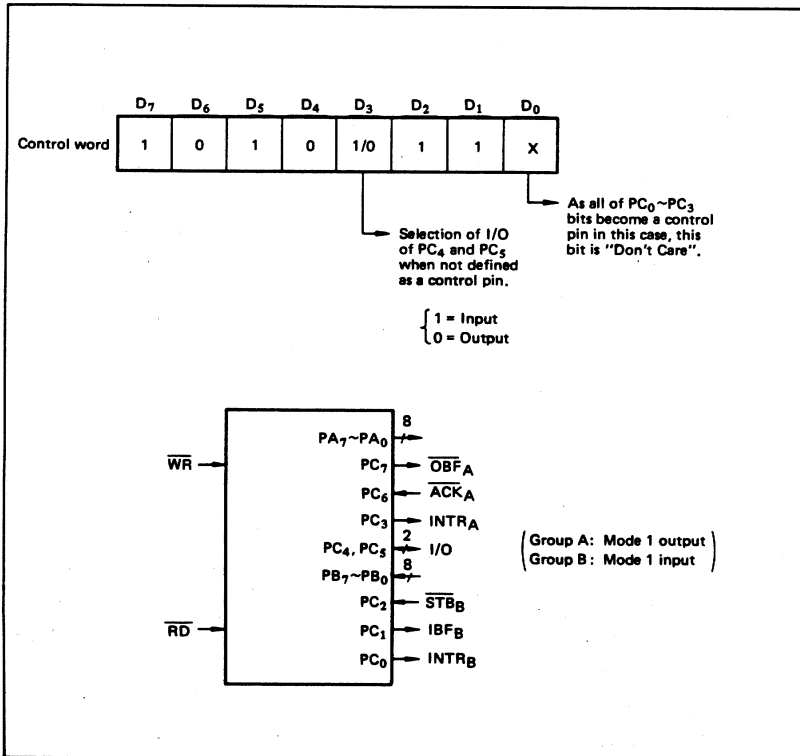 D7 D6 D5 D4 D3 D2 D1 D0
Control word 1 0 1 0 1/0 1 1 X
As all of PC0~PC3
bits become a control
pin in this case, this
bit is "Don't Care".
Selection of I/O
of PC4 and PC5
when not defined
as a control pin.
1 = Input
0 = Output
8
PA7~PA0
WR
PC7 OBFA
PC6 ACKA
PC3 INTRA
2
PC4, PC5 I/O
(Group A: Mode 1 output
Group B: Mode 1 input)
8
PB7~PB0
PC2 STBB
RD PC1 IBFB
PC0 INTRB